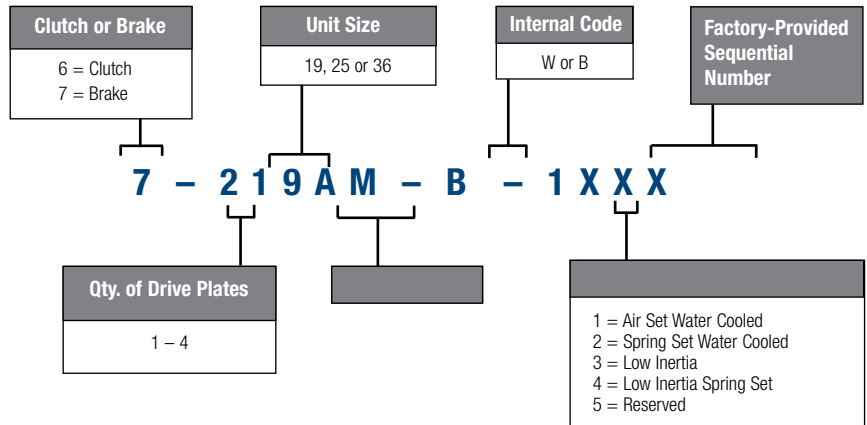 Clutch or Brake
6 = Clutch
7 = Brake
Unit Size
19, 25 or 36
Internal Code
W or B
Factory-Provided
Sequential
Number
7 – 2 1 9 A M – B – 1 X X X
Qty. of Drive Plates
1 – 4
1 = Air Set Water Cooled
2 = Spring Set Water Cooled
3 = Low Inertia
4 = Low Inertia Spring Set
5 = Reserved